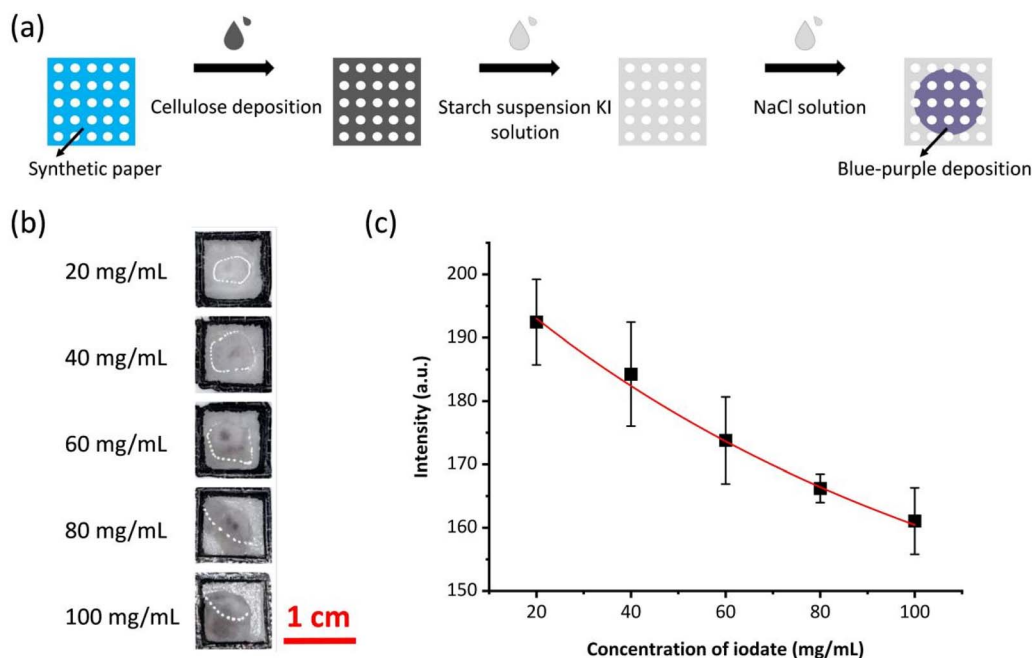 (a)
Cellulose deposition
Starch suspension KI
solution
NaCl solution
Synthetic paper
Blue-purple deposition
(b)
20 mg/mL
40 mg/mL
60 mg/mL
80 mg/mL
100 mg/mL
1 cm
(c)
200
190
180
170
160
150
Intensity (a.u.)
20 40 60 80 100
Concentration of iodate (mg/mL)